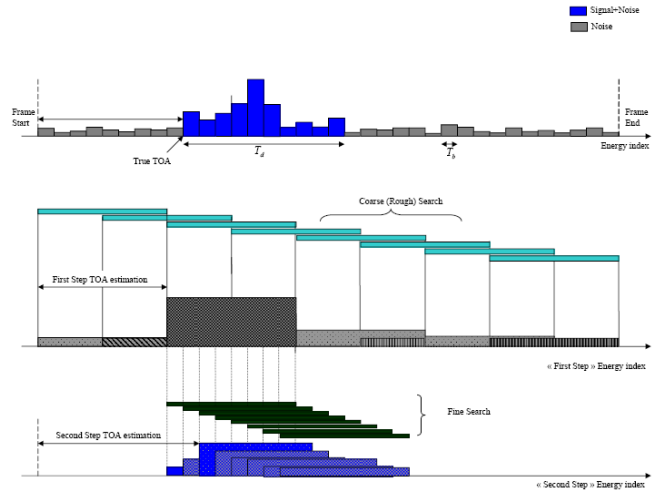 Signal+Noise
Noise
Frame
Start
Frame
End
True TOA
T_d
T_b
Energy index
Coarse (Rough) Search
First Step TOA estimation
« First Step » Energy index
Fine Search
Second Step TOA estimation
« Second Step » Energy index